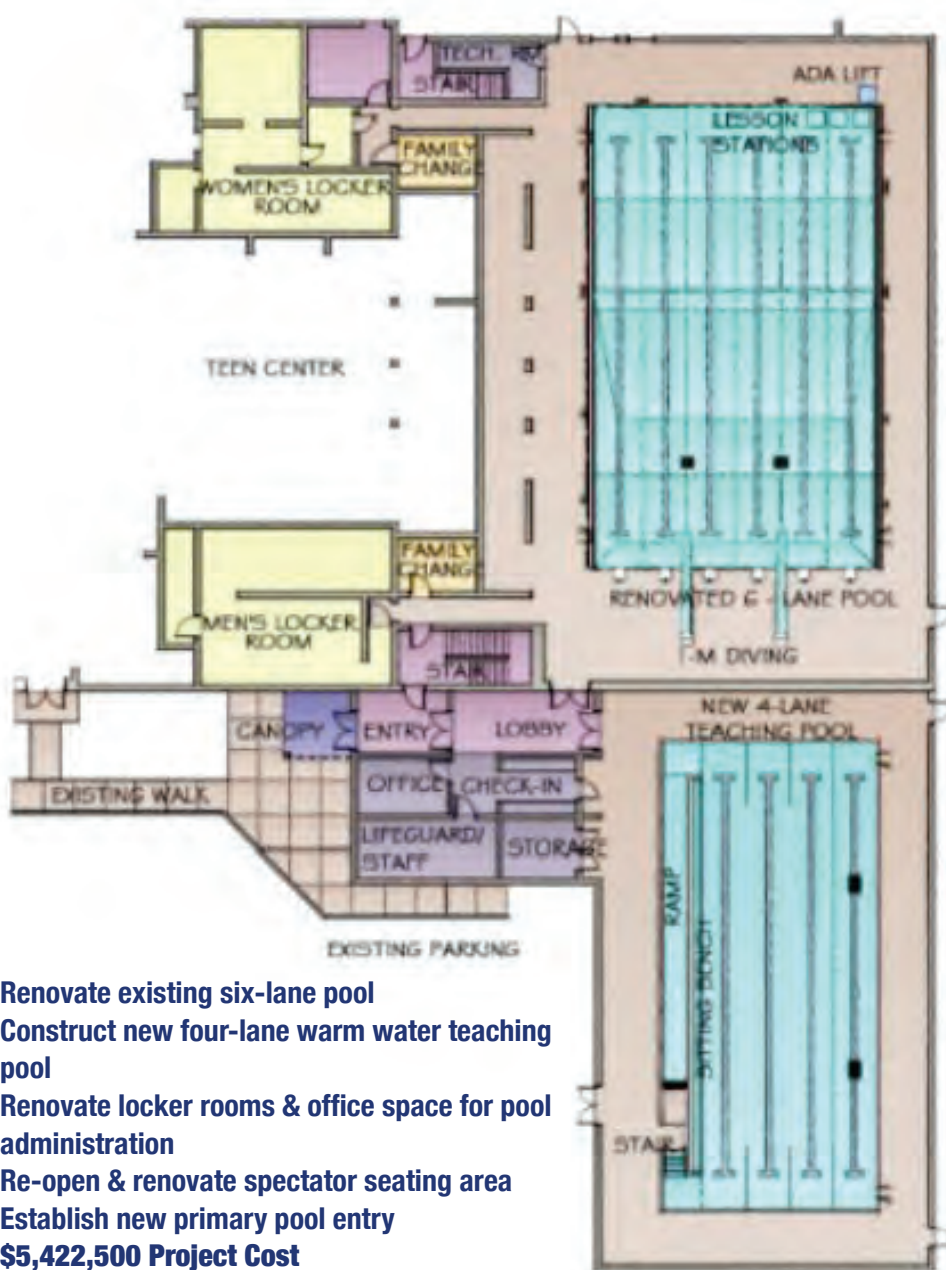 TECH. RM
STAIR
ADA LIFT
LESSON
STATIONS
FAMILY
CHANG
WOMEN'S LOCKER
ROOM
TEEN CENTER
FAMILY
CHANG
MEN'S LOCKER
ROOM
STAIR
RENOVATED 6 - LANE POOL
-M DIVING
NEW 4-LANE
TEACHING POOL
CANOPY
ENTRY
LOBBY
OFFICE
CHECK-IN
EXISTING WALK
LIFEGUARD/
STAFF
STORAGE
RAMP
SITTING BENCH
EXISTING PARKING
STAIR
Renovate existing six-lane pool
Construct new four-lane warm water teaching
pool
Renovate locker rooms & office space for pool
administration
Re-open & renovate spectator seating area
Establish new primary pool entry
$5,422,500 Project Cost